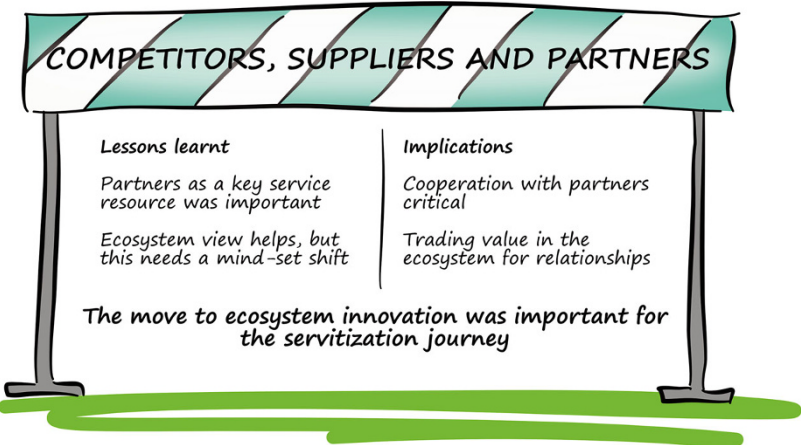 COMPETITORS, SUPPLIERS AND PARTNERS
Lessons learnt
Partners as a key service
resource was important
Ecosystem view helps, but
this needs a mind-set shift
Implications
Cooperation with partners
critical
Trading value in the
ecosystem for relationships
The move to ecosystem innovation was important for
the servitization journey